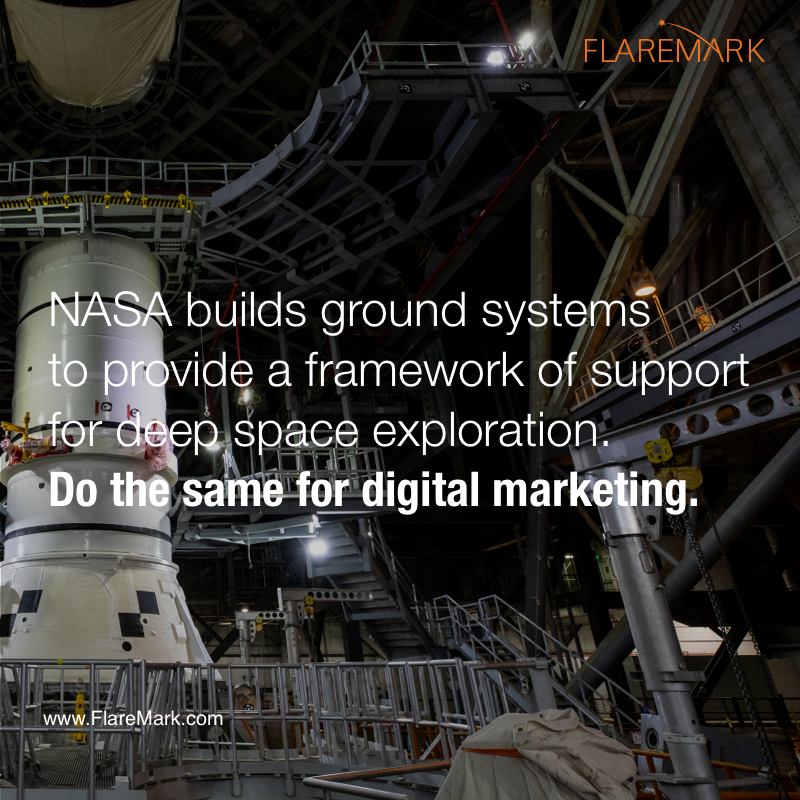 FLAREMARK
NASA builds ground systems
to provide a framework of support
for deep space exploration.
Do the same for digital marketing.
www.FlareMark.com